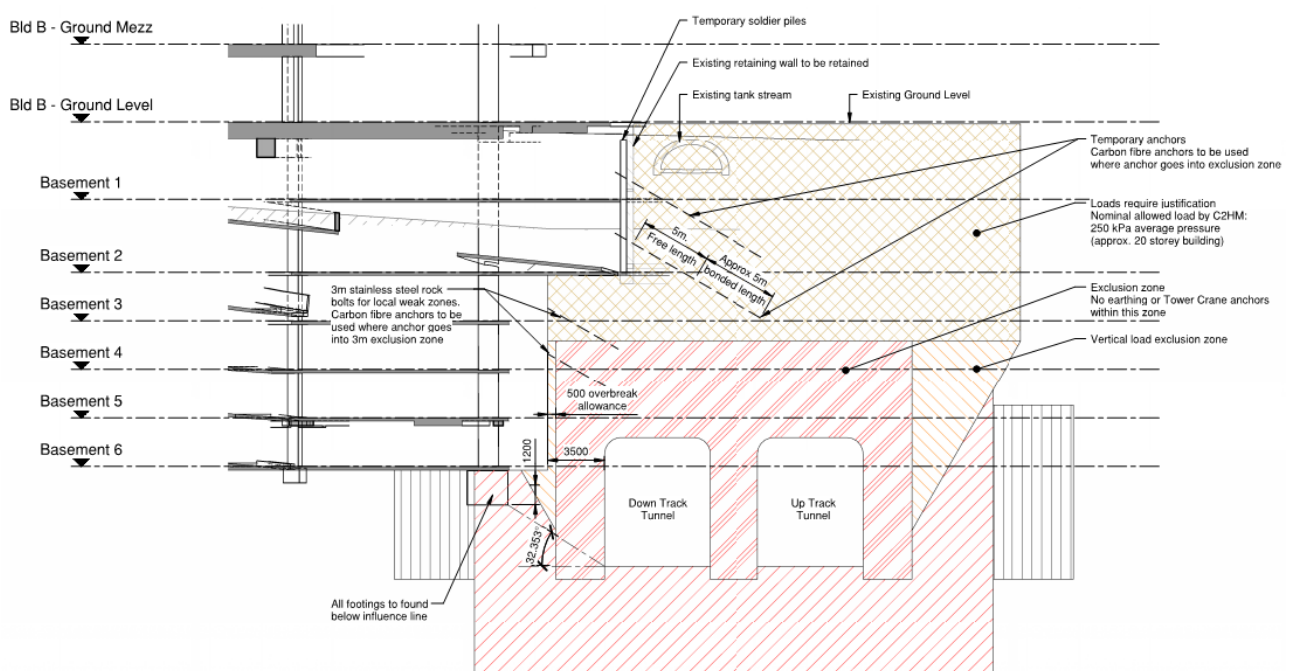 Bld B - Ground Mezz
Bld B - Ground Level
Basement 1
Basement 2
Basement 3
Basement 4
Basement 5
Basement 6
Temporary soldier piles
Existing retaining wall to be retained
Existing tank stream
Existing Ground Level
Temporary anchors
Carbon fibre anchors to be used
where anchor goes into exclusion zone
Loads require justification
Nominal allowed load by C2HM:
250 kPa average pressure
(approx. 20 storey building)
5m.
Free length
Approx 5m
bonded length
Exclusion zone
No earthing or Tower Crane anchors
within this zone
Vertical load exclusion zone
3m stainless steel rock
bolts for local weak zones.
Carbon fibre anchors to be
used where anchor goes
into 3m exclusion zone
500 overbreak
allowance
1200
3500
32.353°
Down Track
Tunnel
Up Track
Tunnel
All footings to found
below influence line